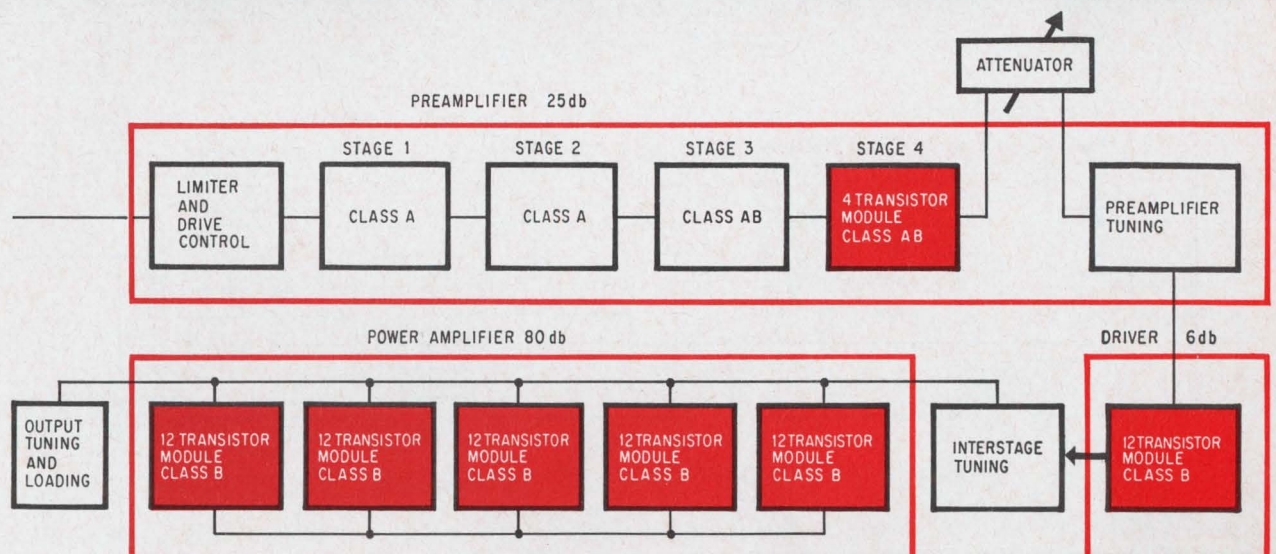 ATTENUATOR
PREAMPLIFIER 25db
STAGE 1
STAGE 2
STAGE 3
STAGE 4
LIMITER
AND
DRIVE
CONTROL
CLASS A
CLASS A
CLASS AB
4 TRANSISTOR
MODULE
CLASS AB
PREAMPLIFIER
TUNING
POWER AMPLIFIER 80db
DRIVER 6db
OUTPUT
TUNING
AND
LOADING
12 TRANSISTOR
MODULE
CLASS B
12 TRANSISTOR
MODULE
CLASS B
12 TRANSISTOR
MODULE
CLASS B
12 TRANSISTOR
MODULE
CLASS B
12 TRANSISTOR
MODULE
CLASS B
INTERSTAGE
TUNING
12 TRANSISTOR
MODULE
CLASS B